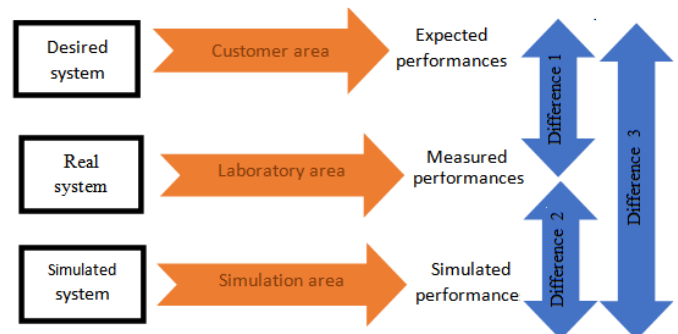 Desired
system
Customer area
Expected
performances
Difference 1
Real
system
Laboratory area
Measured
performances
Difference 2
Difference 3
Simulated
system
Simulation area
Simulated
performance